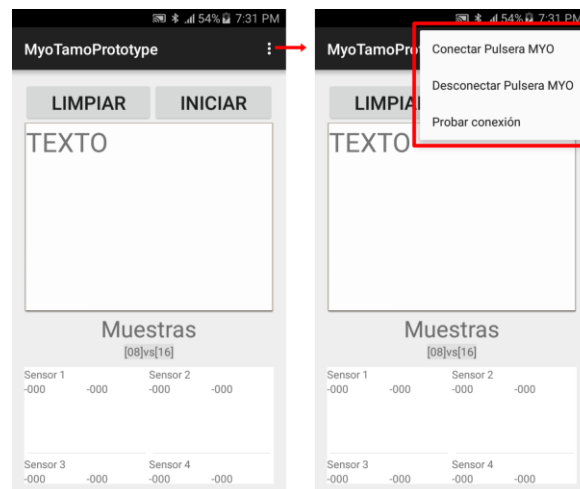 54% 7:31 PM
MyoTamoPrototype
LIMPIAR INICIAR
TEXTO
Muestras
[08]vs[16]
Sensor 1 Sensor 2
-000 -000 -000 -000
Sensor 3 Sensor 4
-000 -000 -000 -000
54% 7:31 PM
MyoTamoPro
Conectar Pulsera MYO
Desconectar Pulsera MYO
Probar conexión
LIMPIA
TEXTO
Muestras
[08]vs[16]
Sensor 1 Sensor 2
-000 -000 -000 -000
Sensor 3 Sensor 4
-000 -000 -000 -000